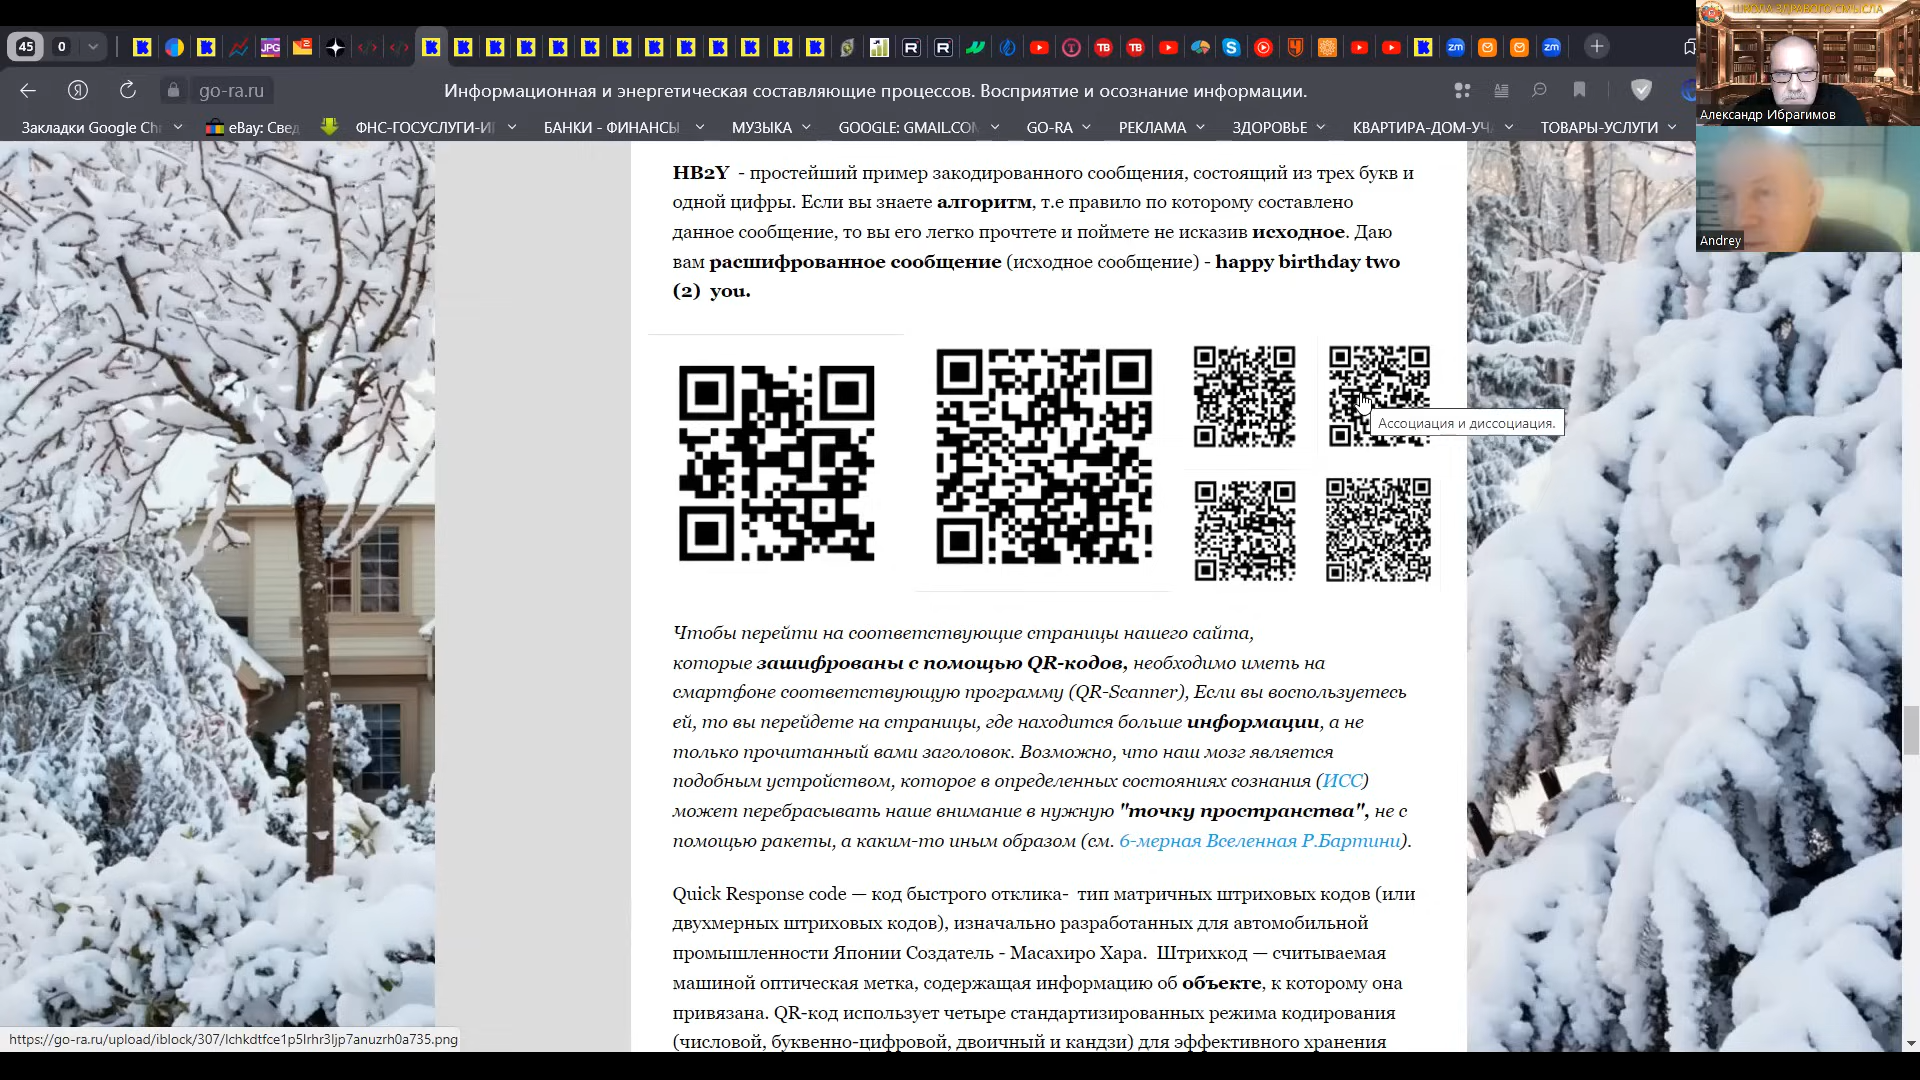 45
0
ШКОЛА ЗДРАВОГО СМЫСЛА
go-ra.ru
Информационная и энергетическая составляющие процессов. Восприятие и осознание информации.
Александр Ибрагимов
Закладки Google Ch
eBay: Свед
ФНС-ГОСУСЛУГИ-И
БАНКИ - ФИНАНСЫ
МУЗЫКА
GOOGLE: GMAIL.COM
GO-RA
РЕКЛАМА
ЗДОРОВЬЕ
КВАРТИРА-ДОМ-УЧ
ТОВАРЫ-УСЛУГИ
Andrey
HB2Y - простейший пример закодированного сообщения, состоящий из трех букв и
одной цифры. Если вы знаете алгоритм, т.е правило по которому составлено
данное сообщение, то вы его легко прочтете и поймете не исказив исходное. Даю
вам расшифрованное сообщение (исходное сообщение) - happy birthday two
(2) you.
Ассоциация и диссоциация.
Чтобы перейти на соответствующие страницы нашего сайта,
которые зашифрованы с помощью QR-кодов, необходимо иметь на
смартфоне соответствующую программу (QR-Scanner), Если вы воспользуетесь
ей, то вы перейдете на страницы, где находится больше информации, а не
только прочитанный вами заголовок. Возможно, что наш мозг является
подобным устройством, которое в определенных состояниях сознания (ИСС)
может перебрасывать наше внимание в нужную "точку пространства", не с
помощью ракеты, а каким-то иным образом (см. 6-мерная Вселенная Р.Бартини).
Quick Response code — код быстрого отклика- тип матричных штриховых кодов (или
двухмерных штриховых кодов), изначально разработанных для автомобильной
промышленности Японии Создатель - Масахиро Хара. Штрихкод — считываемая
машиной оптическая метка, содержащая информацию об объекте, к которому она
привязана. QR-код использует четыре стандартизированных режима кодирования
(числовой, буквенно-цифровой, двоичный и кандзи) для эффективного хранения
https://go-ra.ru/upload/iblock/307/lchkdtfce1p5lrhr3ljp7anuzrh0a735.png